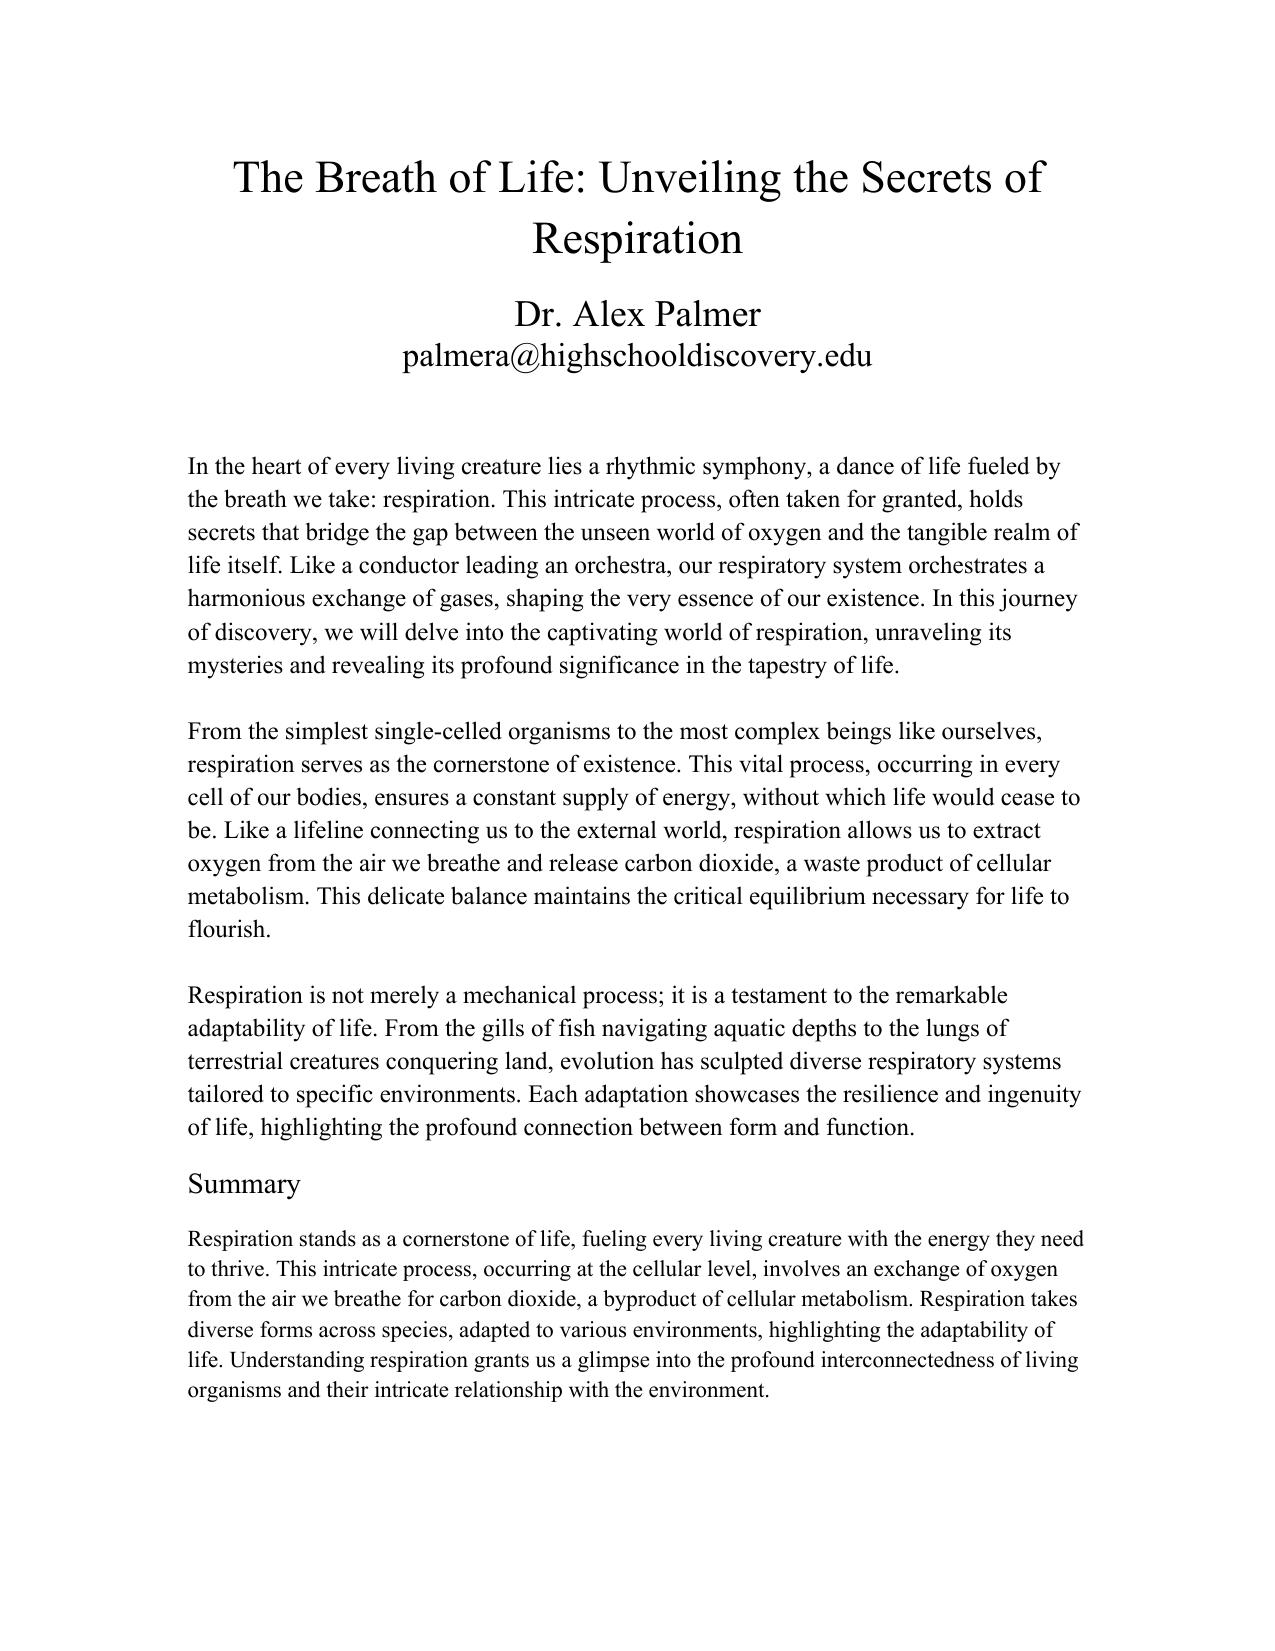 The Breath of Life: Unveiling the Secrets of
Respiration
Dr. Alex Palmer
palmera@highschooldiscovery.edu
In the heart of every living creature lies a rhythmic symphony, a dance of life fueled by
the breath we take: respiration. This intricate process, often taken for granted, holds
secrets that bridge the gap between the unseen world of oxygen and the tangible realm of
life itself. Like a conductor leading an orchestra, our respiratory system orchestrates a
harmonious exchange of gases, shaping the very essence of our existence. In this journey
of discovery, we will delve into the captivating world of respiration, unraveling its
mysteries and revealing its profound significance in the tapestry of life.
From the simplest single-celled organisms to the most complex beings like ourselves,
respiration serves as the cornerstone of existence. This vital process, occurring in every
cell of our bodies, ensures a constant supply of energy, without which life would cease to
be. Like a lifeline connecting us to the external world, respiration allows us to extract
oxygen from the air we breathe and release carbon dioxide, a waste product of cellular
metabolism. This delicate balance maintains the critical equilibrium necessary for life to
flourish.
Respiration is not merely a mechanical process; it is a testament to the remarkable
adaptability of life. From the gills of fish navigating aquatic depths to the lungs of
terrestrial creatures conquering land, evolution has sculpted diverse respiratory systems
tailored to specific environments. Each adaptation showcases the resilience and ingenuity
of life, highlighting the profound connection between form and function.
Summary
Respiration stands as a cornerstone of life, fueling every living creature with the energy they need
to thrive. This intricate process, occurring at the cellular level, involves an exchange of oxygen
from the air we breathe for carbon dioxide, a byproduct of cellular metabolism. Respiration takes
diverse forms across species, adapted to various environments, highlighting the adaptability of
life. Understanding respiration grants us a glimpse into the profound interconnectedness of living
organisms and their intricate relationship with the environment.